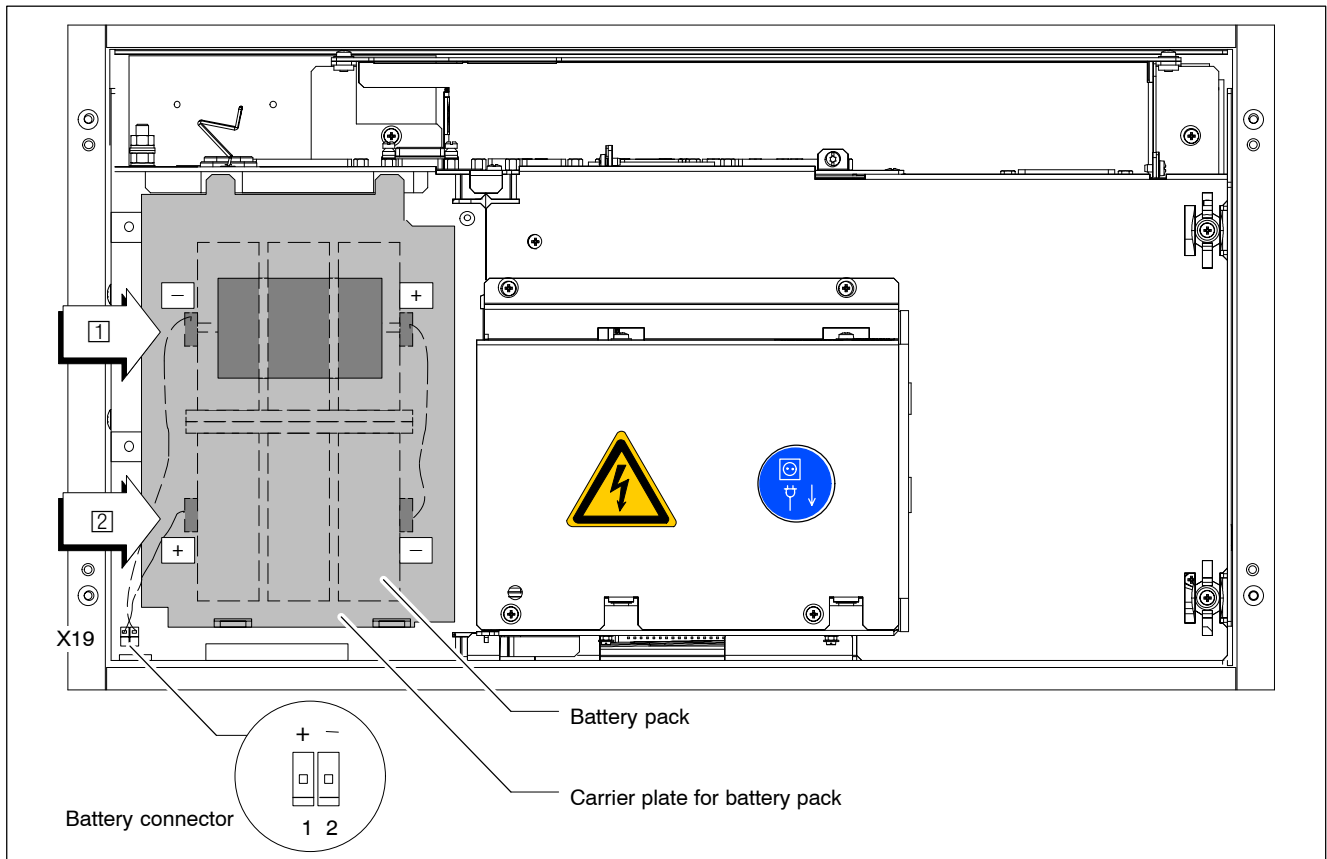 − +
1
2
+ −
X19
Battery pack
+ −
Carrier plate for battery pack
Battery connector
1 2